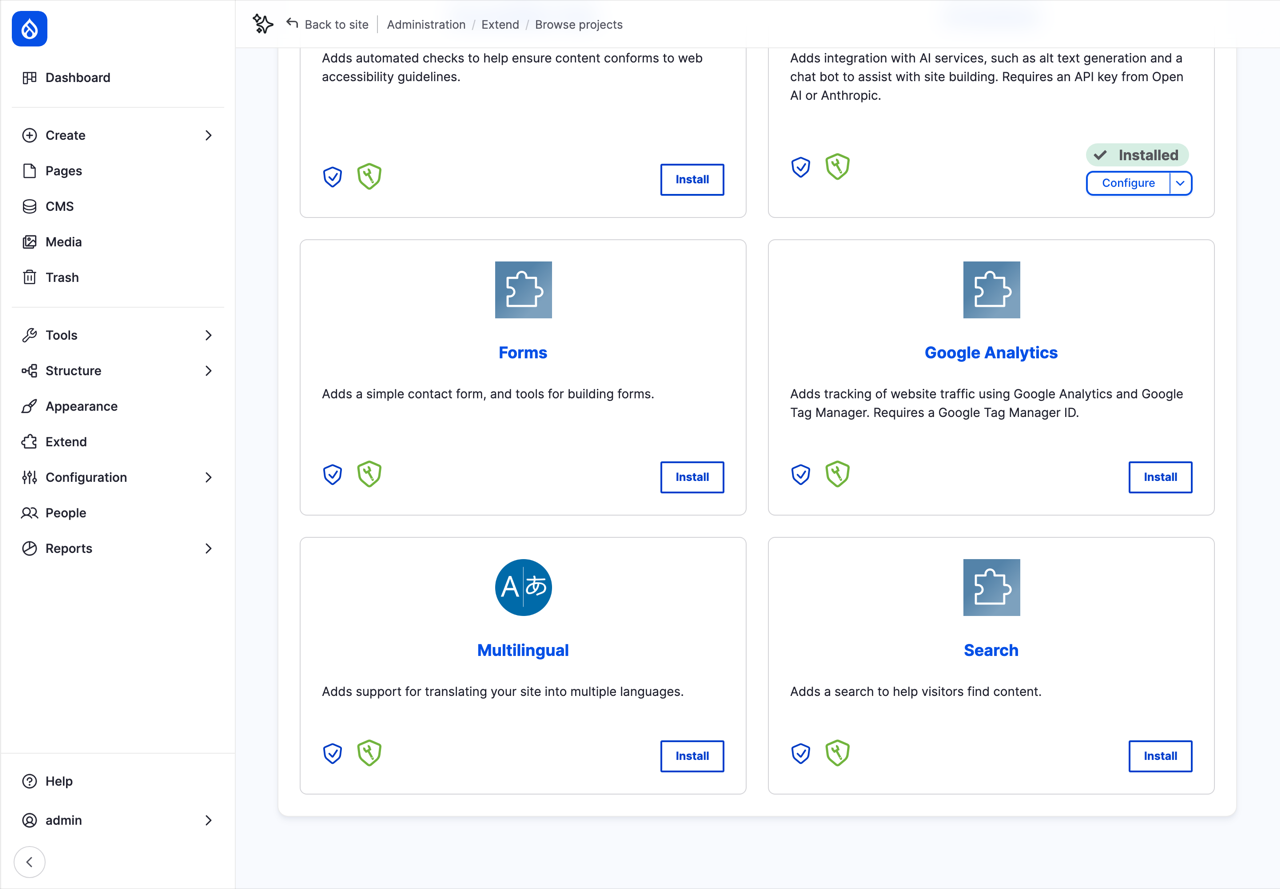 Back to site
Administration / Extend / Browse projects
Dashboard
Create
Pages
CMS
Media
Trash
Tools
Structure
Appearance
Extend
Configuration
People
Reports
Help
admin
Adds automated checks to help ensure content conforms to web
accessibility guidelines.
Install
Adds integration with AI services, such as alt text generation and a
chat bot to assist with site building. Requires an API key from Open
AI or Anthropic.
Installed
Configure
Forms
Adds a simple contact form, and tools for building forms.
Install
Google Analytics
Adds tracking of website traffic using Google Analytics and Google
Tag Manager. Requires a Google Tag Manager ID.
Install
A あ
Multilingual
Adds support for translating your site into multiple languages.
Install
Search
Adds a search to help visitors find content.
Install